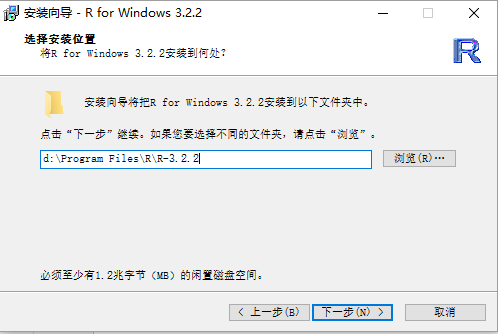 安装向导 - R for Windows 3.2.2
选择安装位置
将R for Windows 3.2.2安装到何处?
R
安装向导将把R for Windows 3.2.2安装到以下文件夹中。
点击“下一步”继续。如果您要选择不同的文件夹，请点击“浏览”。
d:\Program Files\R\R-3.2.2
浏览(R)…
必须至少有1.2兆字节（MB）的闲置磁盘空间。
< 上一步(B)
下一步(N) >
取消